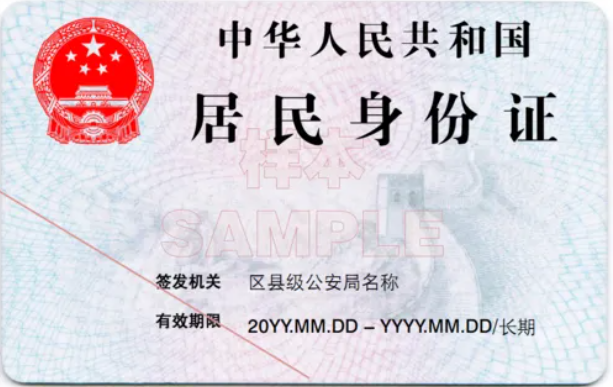 中华人民共和国
居民身份证
样本
SAMPLE
签发机关 区县级公安局名称
有效期限 20YY.MM.DD – YYYY.MM.DD/长期